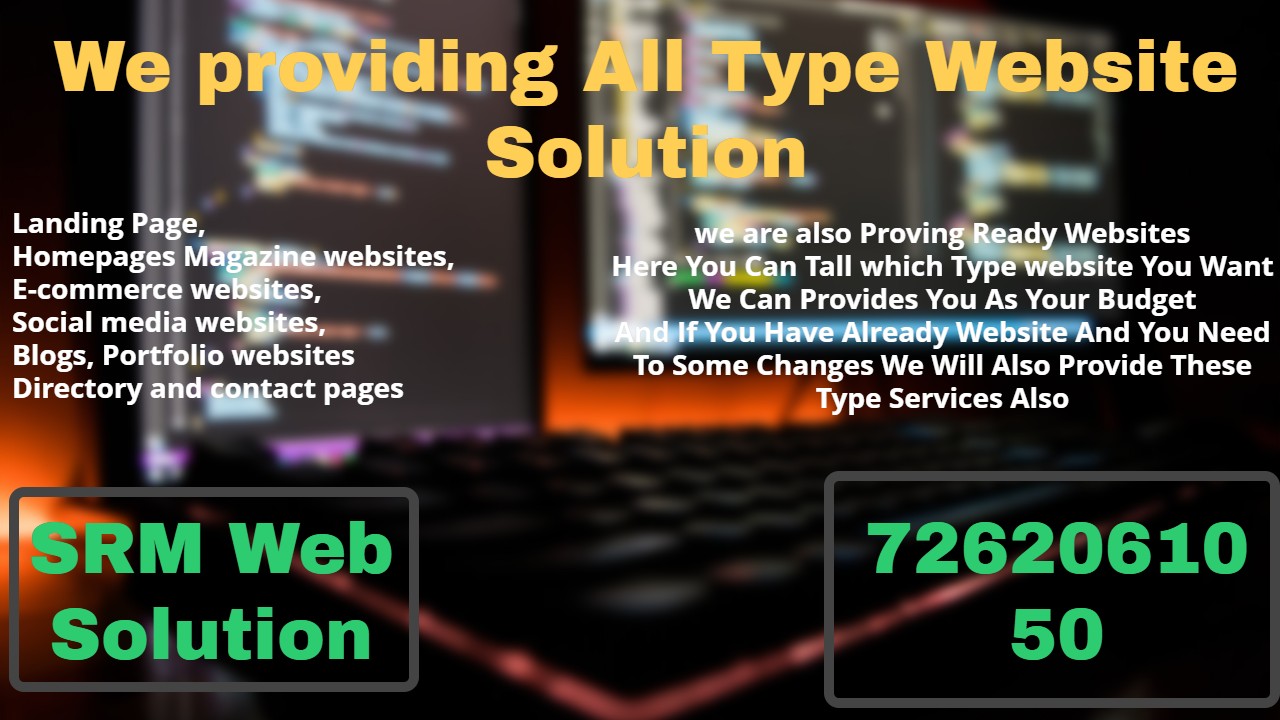 We providing All Type Website
Solution
Landing Page,
Homepages Magazine websites,
E-commerce websites,
Social media websites,
Blogs, Portfolio websites
Directory and contact pages
we are also Proving Ready Websites
Here You Can Tall which Type website You Want
We Can Provides You As Your Budget
And If You Have Already Website And You Need
To Some Changes We Will Also Provide These
Type Services Also
SRM Web
Solution
72620610
50